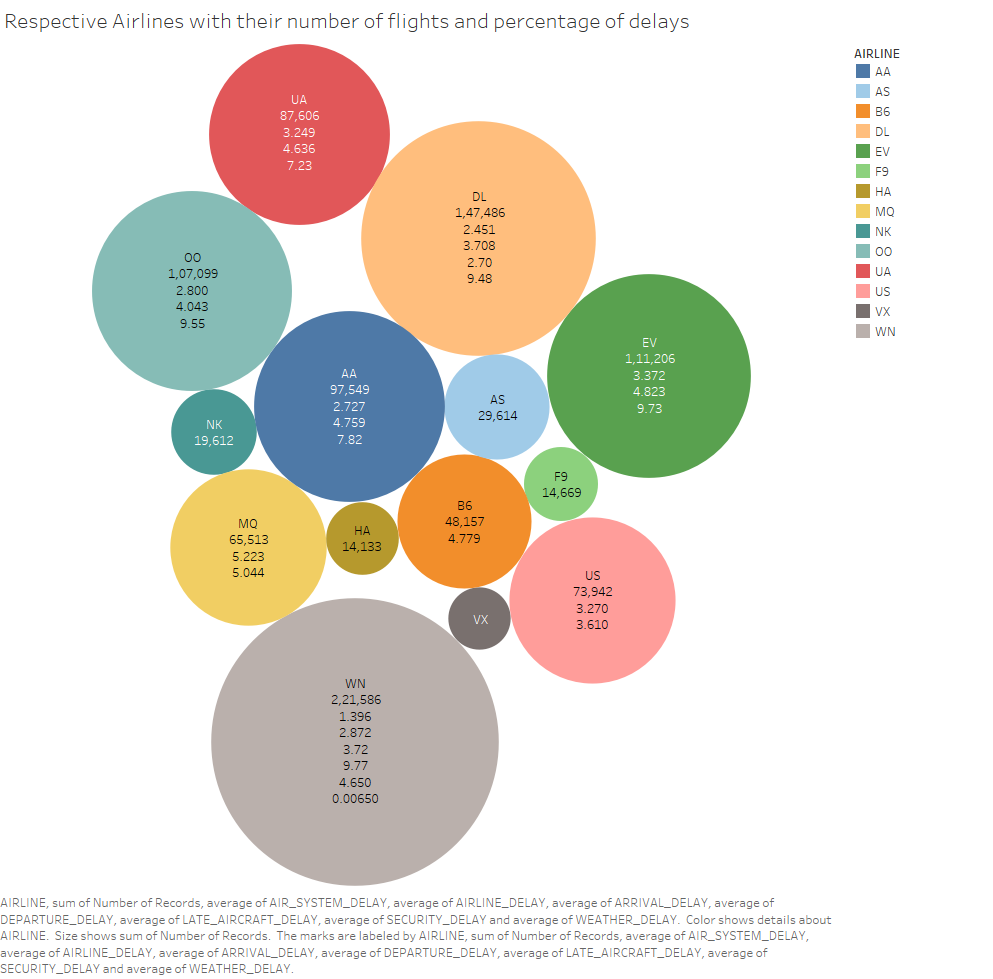 Respective Airlines with their number of flights and percentage of delays
AIRLINE
AA
AS
B6
DL
EV
F9
HA
MQ
NK
OO
UA
US
VX
WN
UA
87,606
3.249
4.636
7.23
DL
1,47,486
2.451
3.708
2.70
9.48
OO
1,07,099
2.800
4.043
9.55
EV
1,11,206
3.372
4.823
9.73
AA
97,549
2.727
4.759
7.82
AS
29,614
NK
19,612
F9
14,669
B6
48,157
4.779
HA
14,133
MQ
65,513
5.223
5.044
US
73,942
3.270
3.610
VX
WN
2,21,586
1.396
2.872
3.72
9.77
4.650
0.00650
AIRLINE, sum of Number of Records, average of AIR_SYSTEM_DELAY, average of AIRLINE_DELAY, average of ARRIVAL_DELAY, average of
DEPARTURE_DELAY, average of LATE_AIRCRAFT_DELAY, average of SECURITY_DELAY and average of WEATHER_DELAY.  Color shows details about
AIRLINE.  Size shows sum of Number of Records.  The marks are labeled by AIRLINE, sum of Number of Records, average of AIR_SYSTEM_DELAY,
average of AIRLINE_DELAY, average of ARRIVAL_DELAY, average of DEPARTURE_DELAY, average of LATE_AIRCRAFT_DELAY, average of
SECURITY_DELAY and average of WEATHER_DELAY.